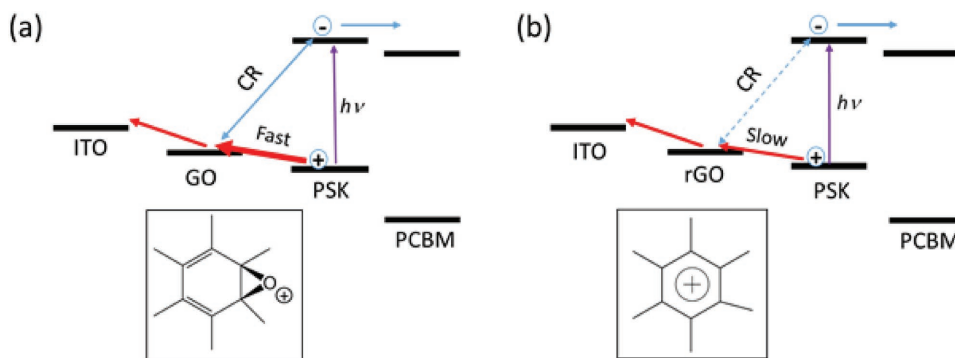 (a)
-
CR
hν
Fast
+
ITO
GO
PSK
PCBM
O
+
(b)
-
CR
hν
Slow
+
ITO
rGO
PSK
PCBM
+